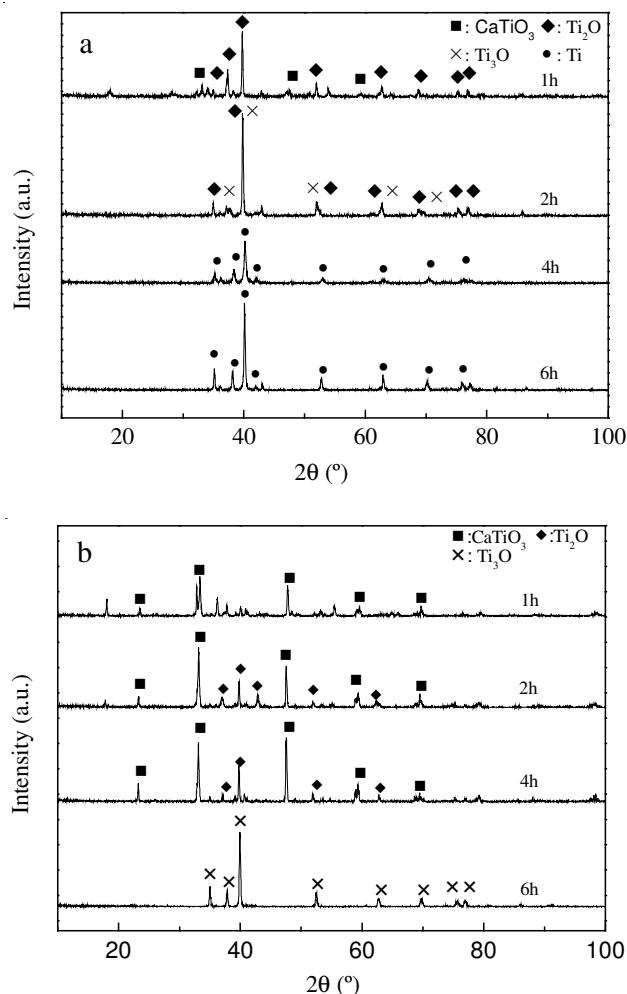 a
■: CaTiO₃ ◆: Ti₂O
×: Ti₃O ●: Ti
1h
2h
4h
6h
Intensity (a.u.)
20 40 60 80 100
2θ (º)
b
■:CaTiO₃ ◆:Ti₂O
×: Ti₃O
1h
2h
4h
6h
Intensity (a.u.)
20 40 60 80 100
2θ (º)